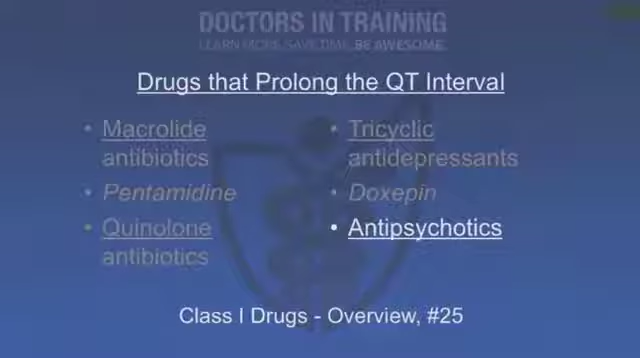 DOCTORS IN TRAINING
LEARN MORE. SAVE TIME. BE AWESOME.
Drugs that Prolong the QT Interval
• Macrolide
antibiotics
• Pentamidine
• Quinolone
antibiotics
• Tricyclic
antidepressants
• Doxepin
• Antipsychotics
Class I Drugs - Overview, #25